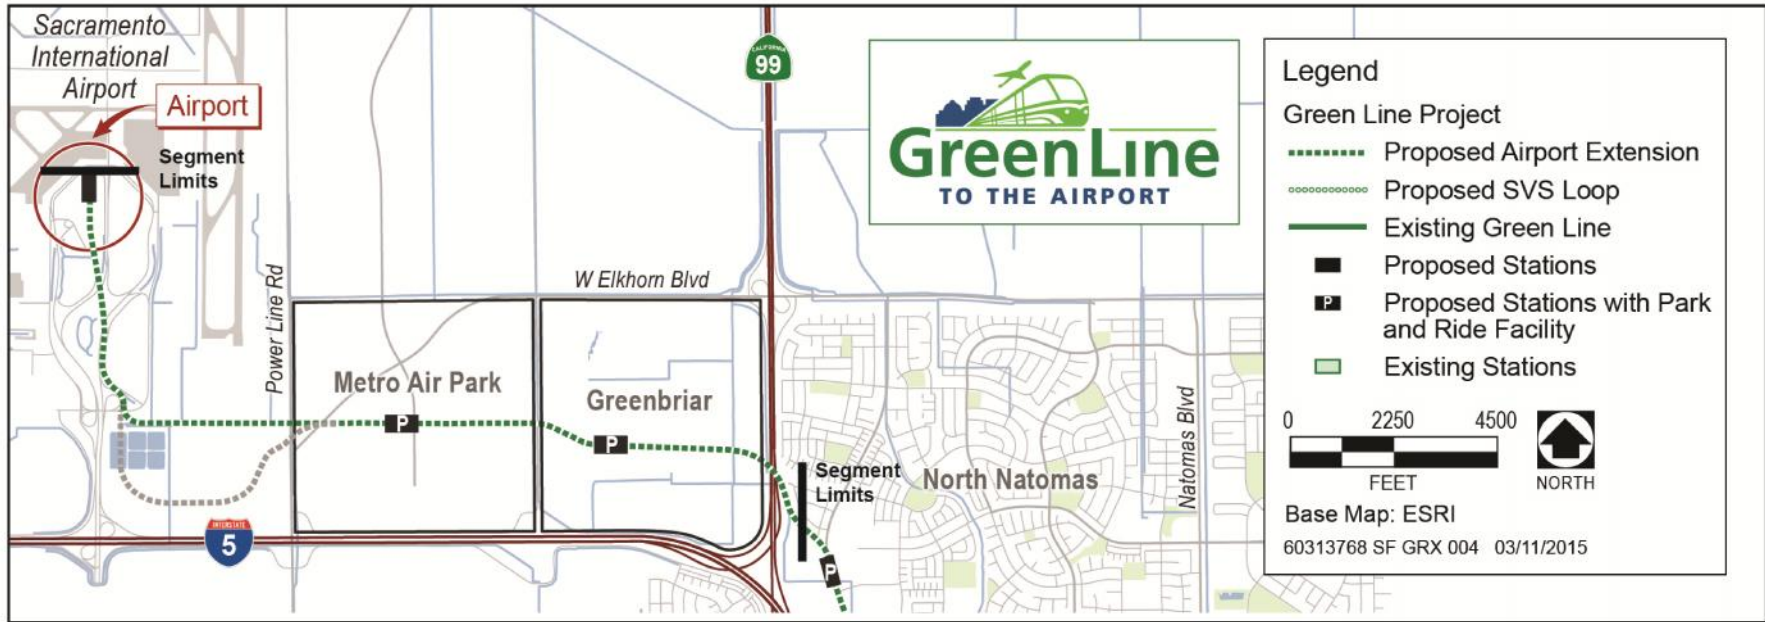 Sacramento
International
Airport
Airport
Segment
Limits
Power Line Rd
W Elkhorn Blvd
Metro Air Park
Greenbriar
INTERSTATE
5
CALIFORNIA
99
Segment
Limits
North Natomas
Natomas Blvd
P
P
P
Green Line
TO THE AIRPORT
Legend
Green Line Project
Proposed Airport Extension
Proposed SVS Loop
Existing Green Line
Proposed Stations
P
Proposed Stations with Park
and Ride Facility
Existing Stations
0 2250 4500
FEET
NORTH
Base Map: ESRI
60313768 SF GRX 004 03/11/2015